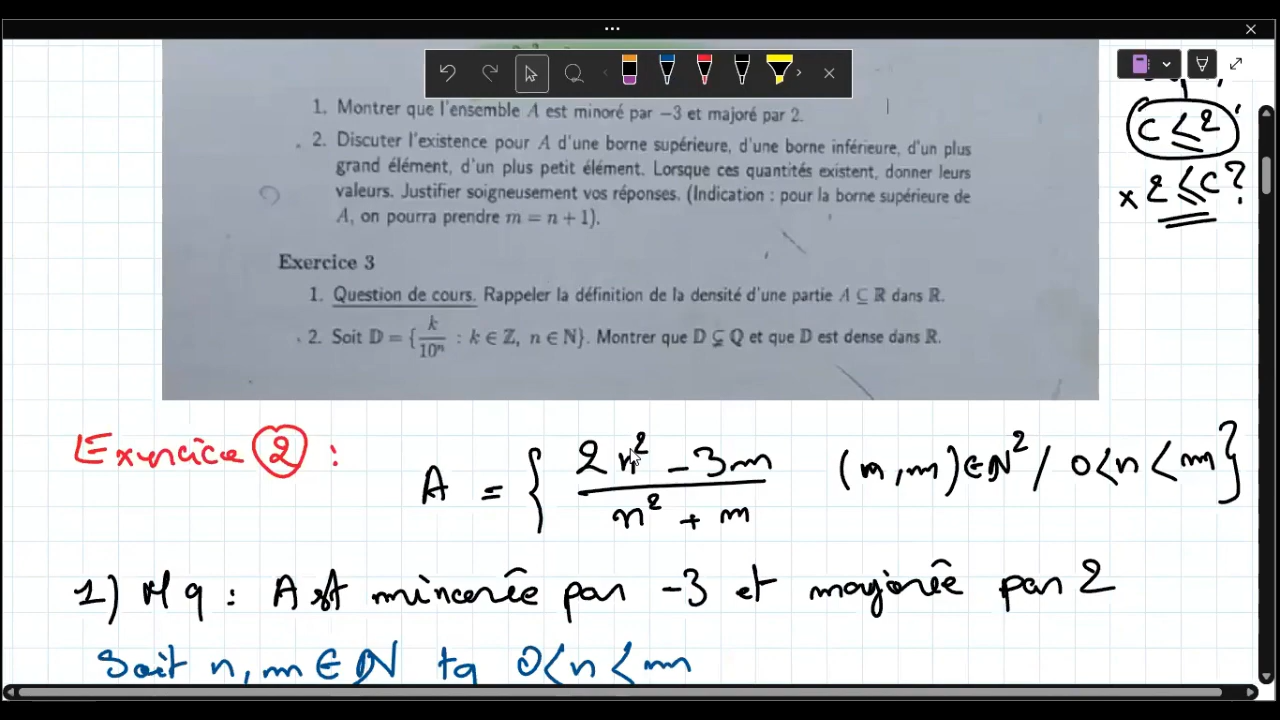 1. Montrer que l'ensemble A est minoré par −3 et majoré par 2.
2. Discuter l'existence pour A d'une borne supérieure, d'une borne inférieure, d'un plus
grand élément, d'un plus petit élément. Lorsque ces quantités existent, donner leurs
valeurs. Justifier soigneusement vos réponses. (Indication : pour la borne supérieure de
A, on pourra prendre m = n + 1).
Exercice 3
1. Question de cours. Rappeler la définition de la densité d'une partie A ⊆ ℝ dans ℝ.
2. Soit 𝔻 = {k/10ⁿ : k ∈ ℤ, n ∈ ℕ}. Montrer que 𝔻 ⊊ ℚ et que 𝔻 est dense dans ℝ.
C ≤ 2
× 2 ≤ C ?
Exercice 2 :
A = { (2n² − 3m)/(n² + m) (n,m) ∈ ℕ² / 0<n<m }
1) Mq : A est minorée par −3 et majorée par 2
Soit n, m ∈ ℕ tq 0<n<m